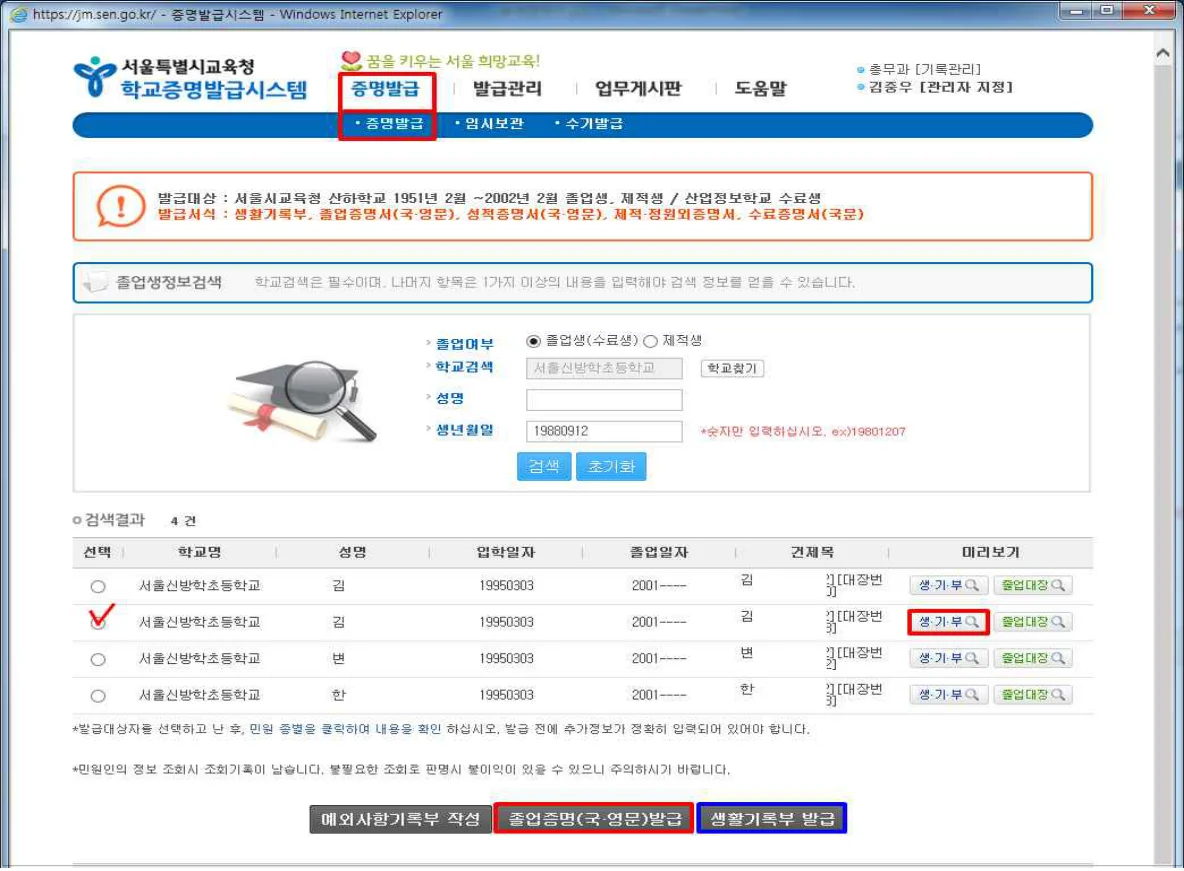 https://jm.sen.go.kr/ - 증명발급시스템 - Windows Internet Explorer
서울특별시교육청
학교증명발급시스템
꿈을 키우는 서울 희망교육!
증명발급 발급관리 업무게시판 도움말
총무과 [기록관리]
김중우 [관리자 지정]
증명발급 임시보관 수기발급
발급대상 : 서울시교육청 산하학교 1951년 2월 ~2002년 2월 졸업생, 제적생 / 산업정보학교 수료생
발급서식 : 생활기록부, 졸업증명서(국·영문), 성적증명서(국·영문), 제적·정원외증명서, 수료증명서(국문)
졸업생정보검색 학교검색은 필수이며, 나머지 항목은 1가지 이상의 내용을 입력해야 검색 정보를 얻을 수 있습니다.
졸업여부 졸업생(수료생) 제적생
학교검색 서울신방학초등학교 학교찾기
성명
생년월일 19880912 *숫자만 입력하십시오. ex)19801207
검색 초기화
검색결과 4 건
선택 학교명 성명 입학일자 졸업일자 건제목 미리보기
서울신방학초등학교 김 19950303 2001---- 김 [대장번 생·기·부 졸업대장
서울신방학초등학교 김 19950303 2001---- 김 [대장번 생·기·부 졸업대장
서울신방학초등학교 변 19950303 2001---- 변 [대장번 생·기·부 졸업대장
서울신방학초등학교 한 19950303 2001---- 한 [대장번 생·기·부 졸업대장
*발급대상자를 선택하고 난 후, 민원 종별을 클릭하여 내용을 확인 하십시오. 발급 전에 추가정보가 정확히 입력되어 있어야 합니다.
*민원인의 정보 조회시 조회기록이 남습니다. 불필요한 조회로 판명시 불이익이 있을 수 있으니 주의하시기 바랍니다.
예외사항기록부 작성 졸업증명(국·영문)발급 생활기록부 발급